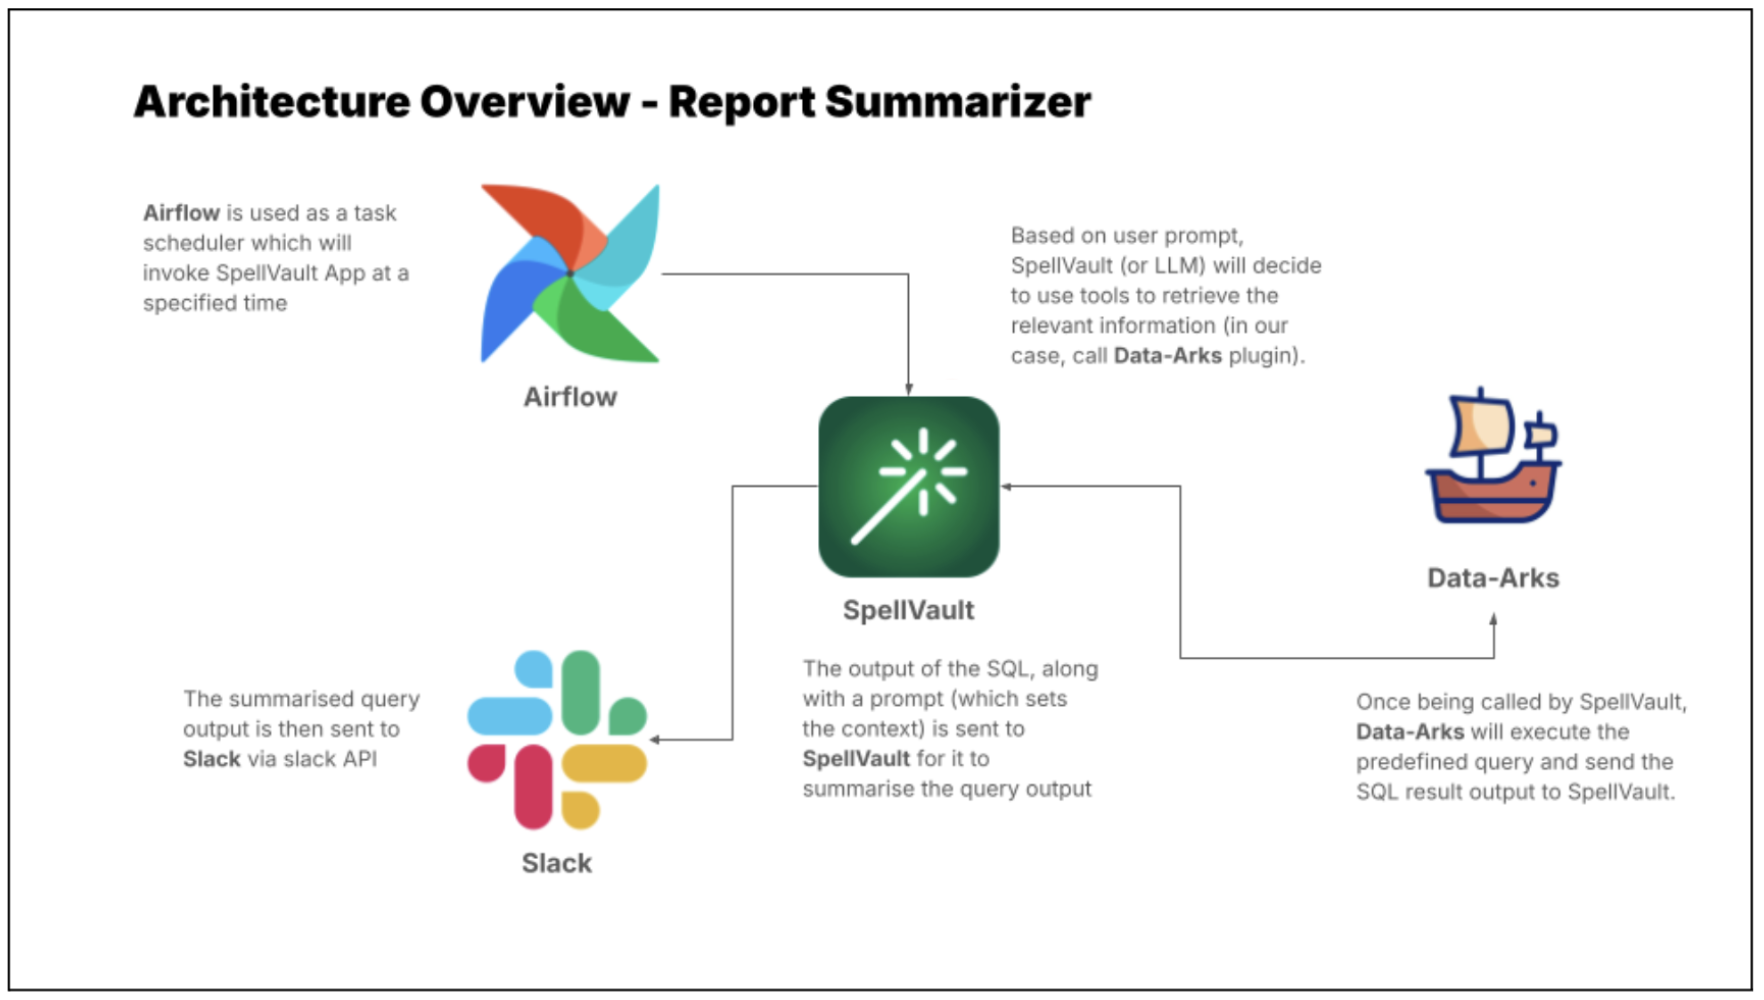 Architecture Overview - Report Summarizer
Airflow is used as a task
scheduler which will
invoke SpellVault App at a
specified time
Airflow
Based on user prompt,
SpellVault (or LLM) will decide
to use tools to retrieve the
relevant information (in our
case, call Data-Arks plugin).
Data-Arks
SpellVault
The output of the SQL, along
with a prompt (which sets
the context) is sent to
SpellVault for it to
summarise the query output
Once being called by SpellVault,
Data-Arks will execute the
predefined query and send the
SQL result output to SpellVault.
The summarised query
output is then sent to
Slack via slack API
Slack